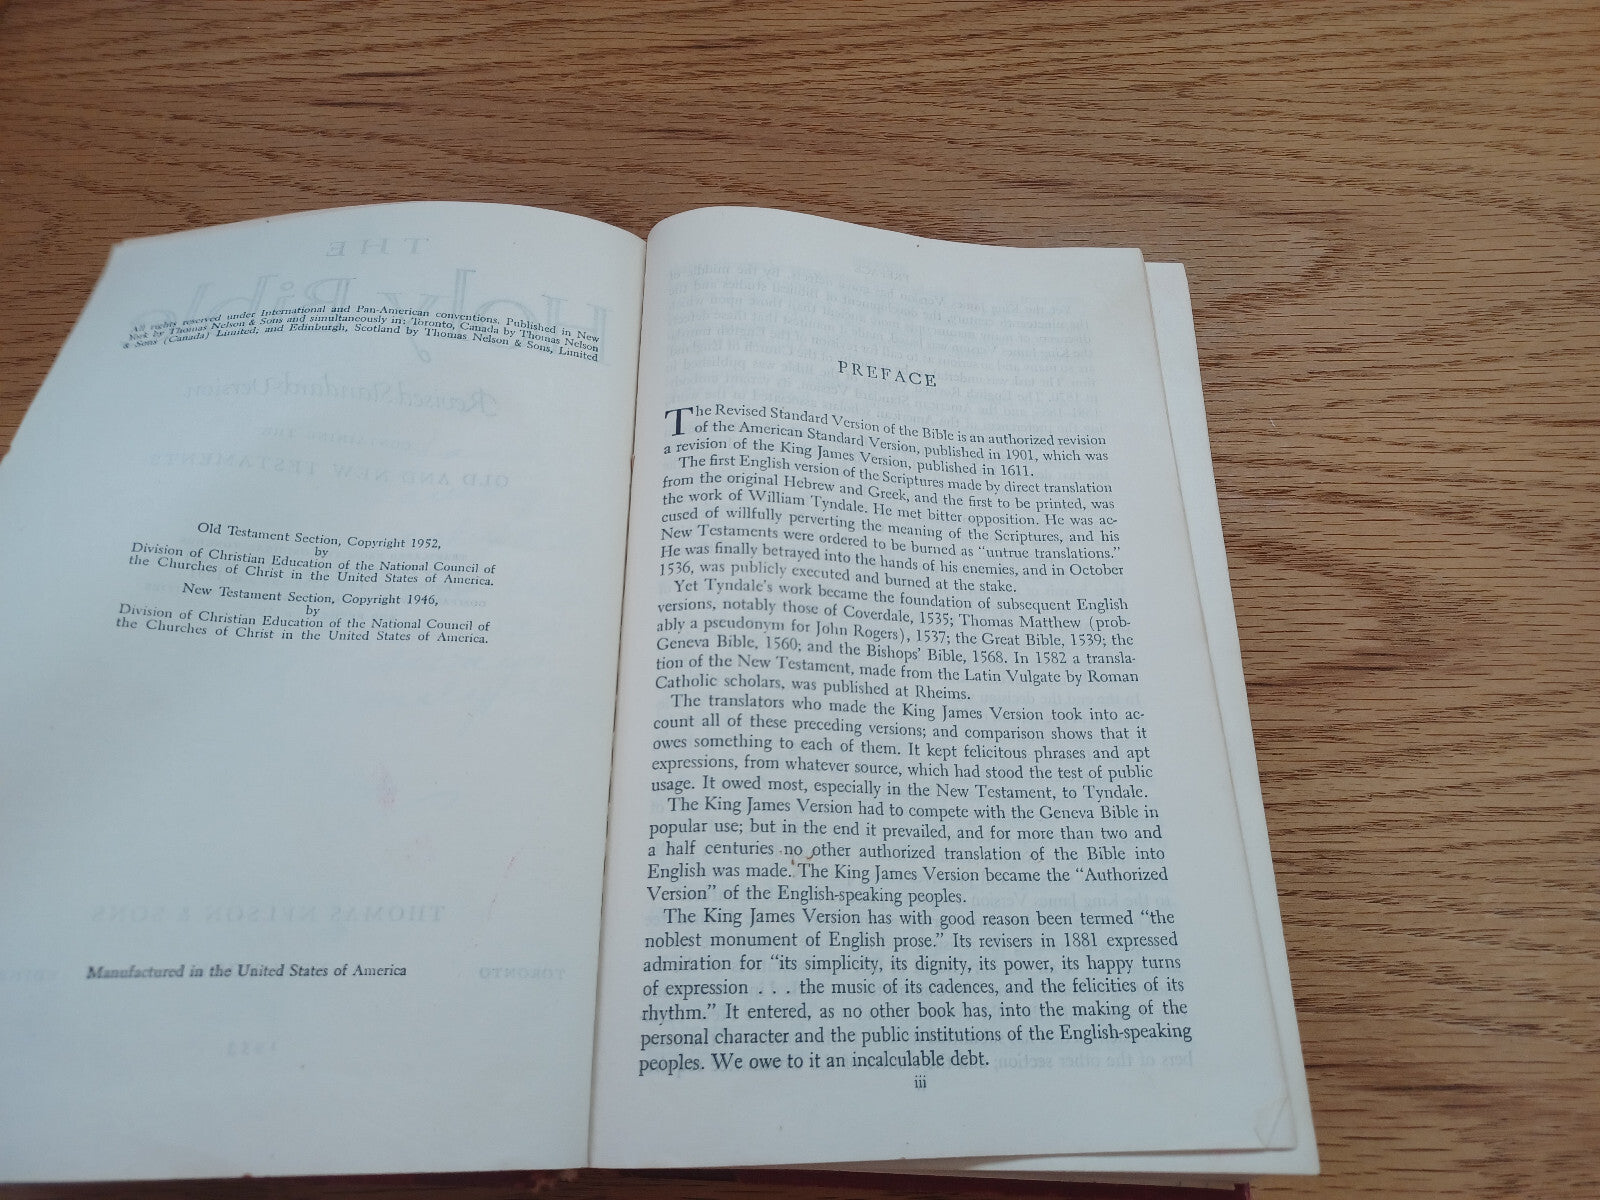 All rights reserved under International and Pan-American conventions. Published in New
York by Thomas Nelson & Sons and simultaneously in: Toronto, Canada by Thomas Nelson
& Sons (Canada) Limited; and Edinburgh, Scotland by Thomas Nelson & Sons, Limited
Old Testament Section, Copyright 1952,
by
Division of Christian Education of the National Council of
the Churches of Christ in the United States of America.
New Testament Section, Copyright 1946,
by
Division of Christian Education of the National Council of
the Churches of Christ in the United States of America.
Manufactured in the United States of America
PREFACE
The Revised Standard Version of the Bible is an authorized revision
of the American Standard Version, published in 1901, which was
a revision of the King James Version, published in 1611.
The first English version of the Scriptures made by direct translation
from the original Hebrew and Greek, and the first to be printed, was
the work of William Tyndale. He met bitter opposition. He was ac-
cused of willfully perverting the meaning of the Scriptures, and his
New Testaments were ordered to be burned as "untrue translations."
He was finally betrayed into the hands of his enemies, and in October
1536, was publicly executed and burned at the stake.
Yet Tyndale's work became the foundation of subsequent English
versions, notably those of Coverdale, 1535; Thomas Matthew (prob-
ably a pseudonym for John Rogers), 1537; the Great Bible, 1539; the
Geneva Bible, 1560; and the Bishops' Bible, 1568. In 1582 a transla-
tion of the New Testament, made from the Latin Vulgate by Roman
Catholic scholars, was published at Rheims.
The translators who made the King James Version took into ac-
count all of these preceding versions; and comparison shows that it
owes something to each of them. It kept felicitous phrases and apt
expressions, from whatever source, which had stood the test of public
usage. It owed most, especially in the New Testament, to Tyndale.
The King James Version had to compete with the Geneva Bible in
popular use; but in the end it prevailed, and for more than two and
a half centuries no other authorized translation of the Bible into
English was made. The King James Version became the "Authorized
Version" of the English-speaking peoples.
The King James Version has with good reason been termed "the
noblest monument of English prose." Its revisers in 1881 expressed
admiration for "its simplicity, its dignity, its power, its happy turns
of expression . . . the music of its cadences, and the felicities of its
rhythm." It entered, as no other book has, into the making of the
personal character and the public institutions of the English-speaking
peoples. We owe to it an incalculable debt.
iii